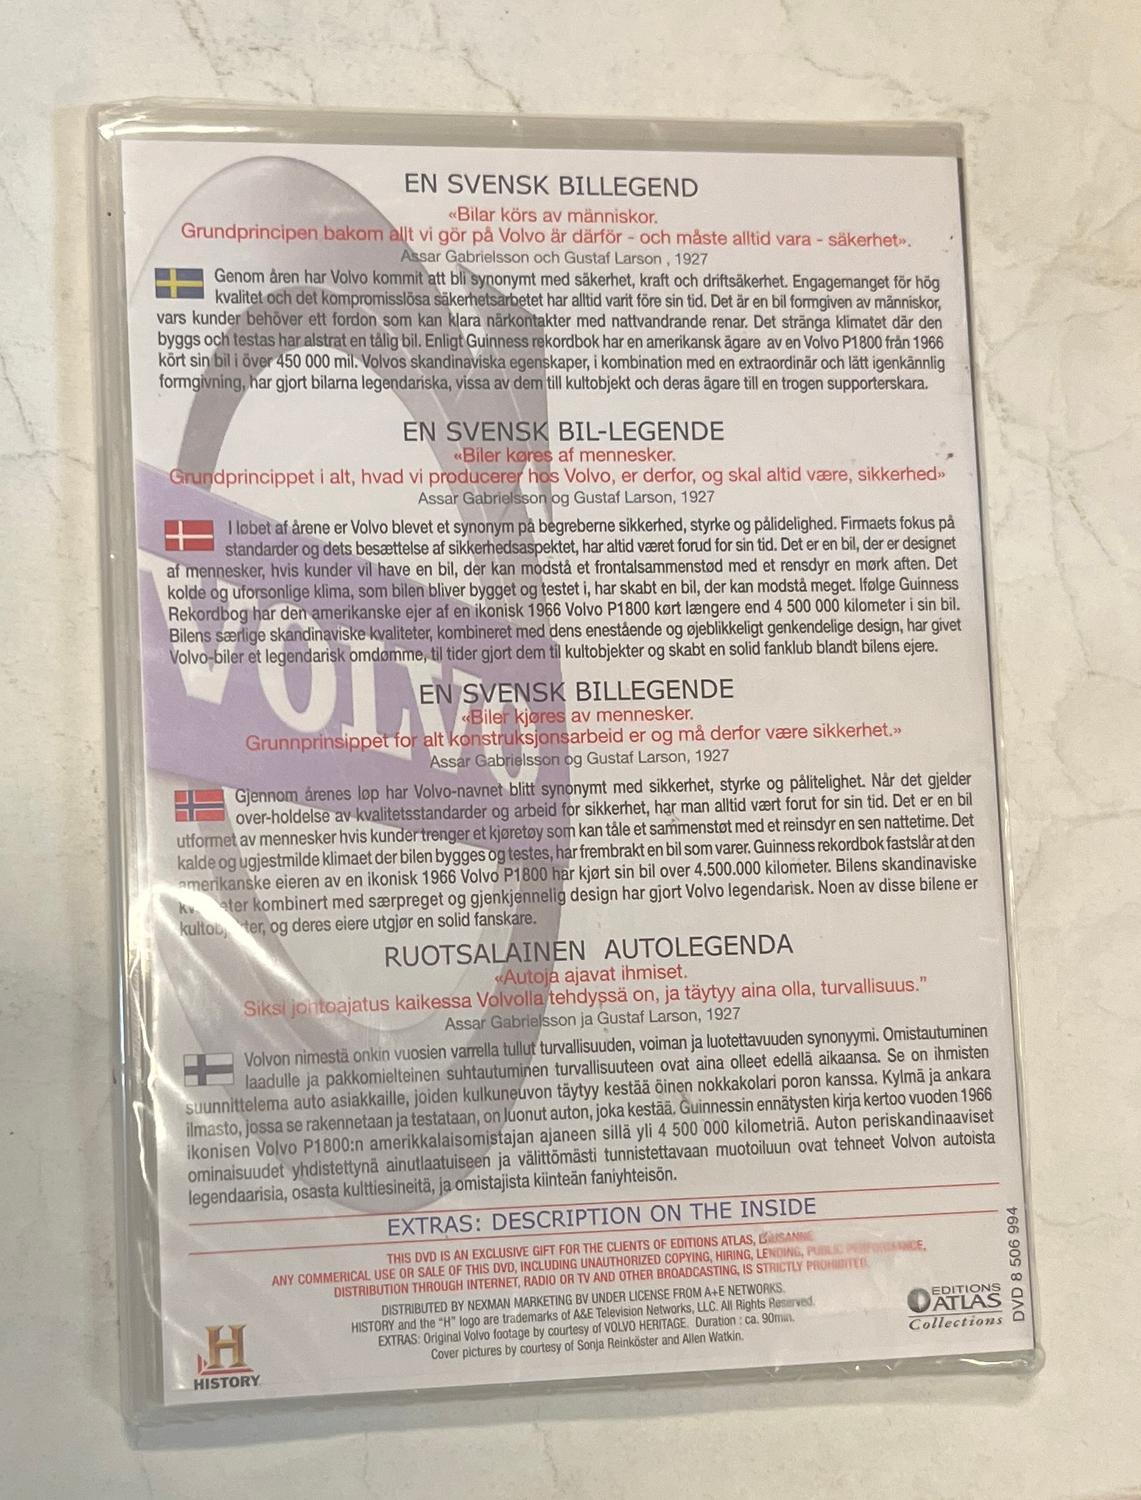 EN SVENSK BILLEGEND
«Bilar körs av människor.
Grundprincipen bakom allt vi gör på Volvo är därför - och måste alltid vara - säkerhet».
Assar Gabrielsson och Gustaf Larson , 1927
Genom åren har Volvo kommit att bli synonymt med säkerhet, kraft och driftsäkerhet. Engagemanget för hög
kvalitet och det kompromisslösa säkerhetsarbetet har alltid varit före sin tid. Det är en bil formgiven av människor,
vars kunder behöver ett fordon som kan klara närkontakter med nattvandrande renar. Det stränga klimatet där den
byggs och testas har alstrat en tålig bil. Enligt Guinness rekordbok har en amerikansk ägare av en Volvo P1800 från 1966
kört sin bil i över 450 000 mil. Volvos skandinaviska egenskaper, i kombination med en extraordinär och lätt igenkännlig
formgivning, har gjort bilarna legendariska, vissa av dem till kultobjekt och deras ägare till en trogen supporterskara.
EN SVENSK BIL-LEGENDE
«Biler køres af mennesker.
Grundprincippet i alt, hvad vi producerer hos Volvo, er derfor, og skal altid være, sikkerhed»
Assar Gabrielsson og Gustaf Larson, 1927
I løbet af årene er Volvo blevet et synonym på begreberne sikkerhed, styrke og pålidelighed. Firmaets fokus på
standarder og dets besættelse af sikkerhedsaspektet, har altid været forud for sin tid. Det er en bil, der er designet
af mennesker, hvis kunder vil have en bil, der kan modstå et frontalsammenstød med et rensdyr en mørk aften. Det
kolde og uforsonlige klima, som bilen bliver bygget og testet i, har skabt en bil, der kan modstå meget. Ifølge Guinness
Rekordbog har den amerikanske ejer af en ikonisk 1966 Volvo P1800 kørt længere end 4 500 000 kilometer i sin bil.
Bilens særlige skandinaviske kvaliteter, kombineret med dens enestående og øjeblikkeligt genkendelige design, har givet
Volvo-biler et legendarisk omdømme, til tider gjort dem til kultobjekter og skabt en solid fanklub blandt bilens ejere.
VOLVO
EN SVENSK BILLEGENDE
«Biler kjøres av mennesker.
Grunnprinsippet for alt konstruksjonsarbeid er og må derfor være sikkerhet.»
Assar Gabrielsson og Gustaf Larson, 1927
Gjennom årenes løp har Volvo-navnet blitt synonymt med sikkerhet, styrke og pålitelighet. Når det gjelder
over-holdelse av kvalitetsstandarder og arbeid for sikkerhet, har man alltid vært forut for sin tid. Det er en bil
utformet av mennesker hvis kunder trenger et kjøretøy som kan tåle et sammenstøt med et reinsdyr en sen nattetime. Det
kalde og ugjestmilde klimaet der bilen bygges og testes, har frembrakt en bil som varer. Guinness rekordbok fastslår at den
amerikanske eieren av en ikonisk 1966 Volvo P1800 har kjørt sin bil over 4.500.000 kilometer. Bilens skandinaviske
kombinert med særpreget og gjenkjennelig design har gjort Volvo legendarisk. Noen av disse bilene er
og deres eiere utgjør en solid fanskare.
RUOTSALAINEN AUTOLEGENDA
«Autoja ajavat ihmiset.
Siksi johtoajatus kaikessa Volvolla tehdyssä on, ja täytyy aina olla, turvallisuus.”
Assar Gabrielsson ja Gustaf Larson, 1927
Volvon nimestä onkin vuosien varrella tullut turvallisuuden, voiman ja luotettavuuden synonyymi. Omistautuminen
laadulle ja pakkomielteinen suhtautuminen turvallisuuteen ovat aina olleet edellä aikaansa. Se on ihmisten
suunnittelema auto asiakkaille, joiden kulkuneuvon täytyy kestää öinen nokkakolari poron kanssa. Kylmä ja ankara
ilmasto, jossa se rakennetaan ja testataan, on luonut auton, joka kestää. Guinnessin ennätysten kirja kertoo vuoden 1966
ikonisen Volvo P1800:n amerikkalaisomistajan ajaneen sillä yli 4 500 000 kilometriä. Auton periskandinaaviset
ominaisuudet yhdistettynä ainutlaatuiseen ja välittömästi tunnistettavaan muotoiluun ovat tehneet Volvon autoista
legendaarisia, osasta kulttiesineitä, ja omistajista kiinteän faniyhteisön.
EXTRAS: DESCRIPTION ON THE INSIDE
THIS DVD IS AN EXCLUSIVE GIFT FOR THE CLIENTS OF EDITIONS ATLAS, LAUSANNE
ANY COMMERICAL USE OR SALE OF THIS DVD, INCLUDING UNAUTHORIZED COPYING, HIRING, LENDING, PUBLIC PERFORMANCE,
DISTRIBUTION THROUGH INTERNET, RADIO OR TV AND OTHER BROADCASTING, IS STRICTLY PROHIBITED.
DISTRIBUTED BY NEXMAN MARKETING BV UNDER LICENSE FROM A+E NETWORKS.
HISTORY and the “H” logo are trademarks of A&E Television Networks, LLC. All Rights Reserved.
EXTRAS: Original Volvo footage by courtesy of VOLVO HERITAGE. Duration : ca. 90min.
Cover pictures by courtesy of Sonja Reinköster and Allen Watkin.
H
HISTORY
EDITIONS
ATLAS
Collections
DVD 8 506 994